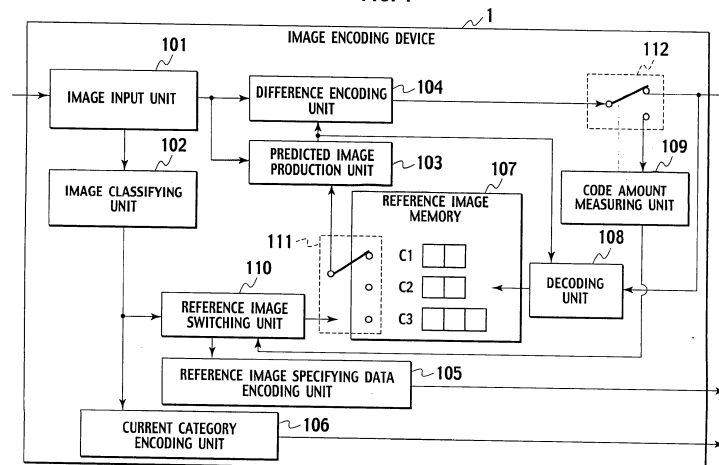 1
IMAGE ENCODING DEVICE
101
IMAGE INPUT UNIT
DIFFERENCE ENCODING
UNIT
104
112
102
IMAGE CLASSIFYING
UNIT
PREDICTED IMAGE
PRODUCTION UNIT
103
109
CODE AMOUNT
MEASURING UNIT
107
REFERENCE IMAGE
MEMORY
111
C1
C2
C3
108
DECODING
UNIT
110
REFERENCE IMAGE
SWITCHING UNIT
REFERENCE IMAGE SPECIFYING DATA
ENCODING UNIT
105
CURRENT CATEGORY
ENCODING UNIT
106